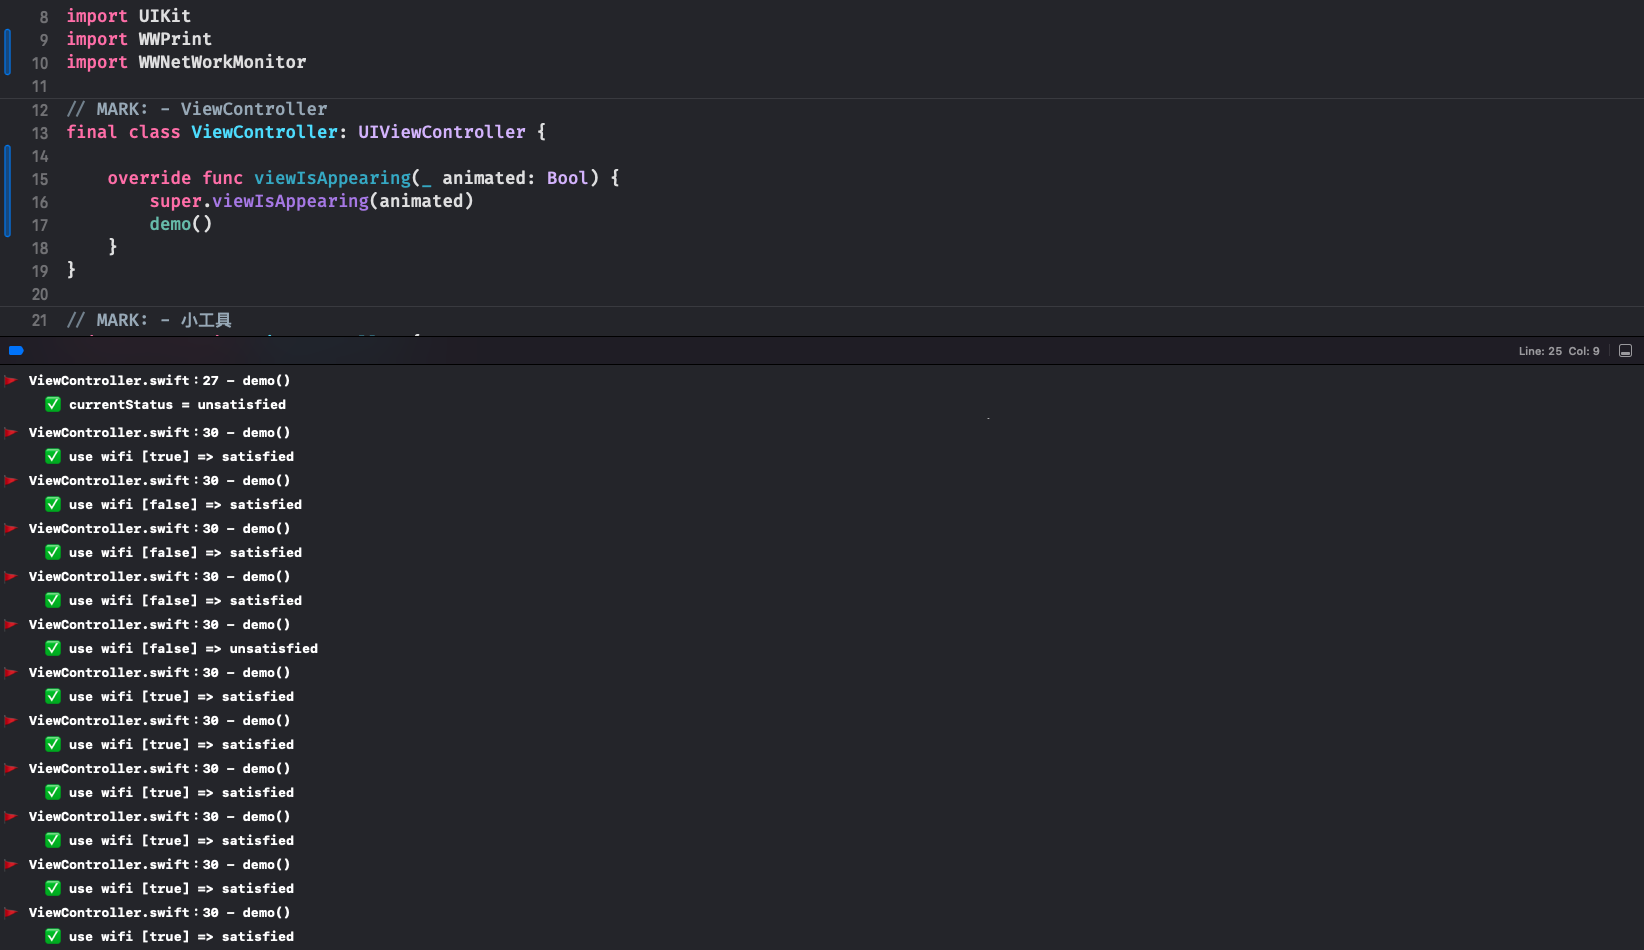 8 import UIKit
9 import WWPrint
10 import WWNetWorkMonitor
11
12 // MARK: - ViewController
13 final class ViewController: UIViewController {
14
15 override func viewIsAppearing(_ animated: Bool) {
16 super.viewIsAppearing(animated)
17 demo()
18 }
19 }
20
21 // MARK: - 小工具
Line: 25 Col: 9
🚩 ViewController.swift:27 - demo()
✅ currentStatus = unsatisfied
🚩 ViewController.swift:30 - demo()
✅ use wifi [true] => satisfied
🚩 ViewController.swift:30 - demo()
✅ use wifi [false] => satisfied
🚩 ViewController.swift:30 - demo()
✅ use wifi [false] => satisfied
🚩 ViewController.swift:30 - demo()
✅ use wifi [false] => satisfied
🚩 ViewController.swift:30 - demo()
✅ use wifi [false] => unsatisfied
🚩 ViewController.swift:30 - demo()
✅ use wifi [true] => satisfied
🚩 ViewController.swift:30 - demo()
✅ use wifi [true] => satisfied
🚩 ViewController.swift:30 - demo()
✅ use wifi [true] => satisfied
🚩 ViewController.swift:30 - demo()
✅ use wifi [true] => satisfied
🚩 ViewController.swift:30 - demo()
✅ use wifi [true] => satisfied
🚩 ViewController.swift:30 - demo()
✅ use wifi [true] => satisfied